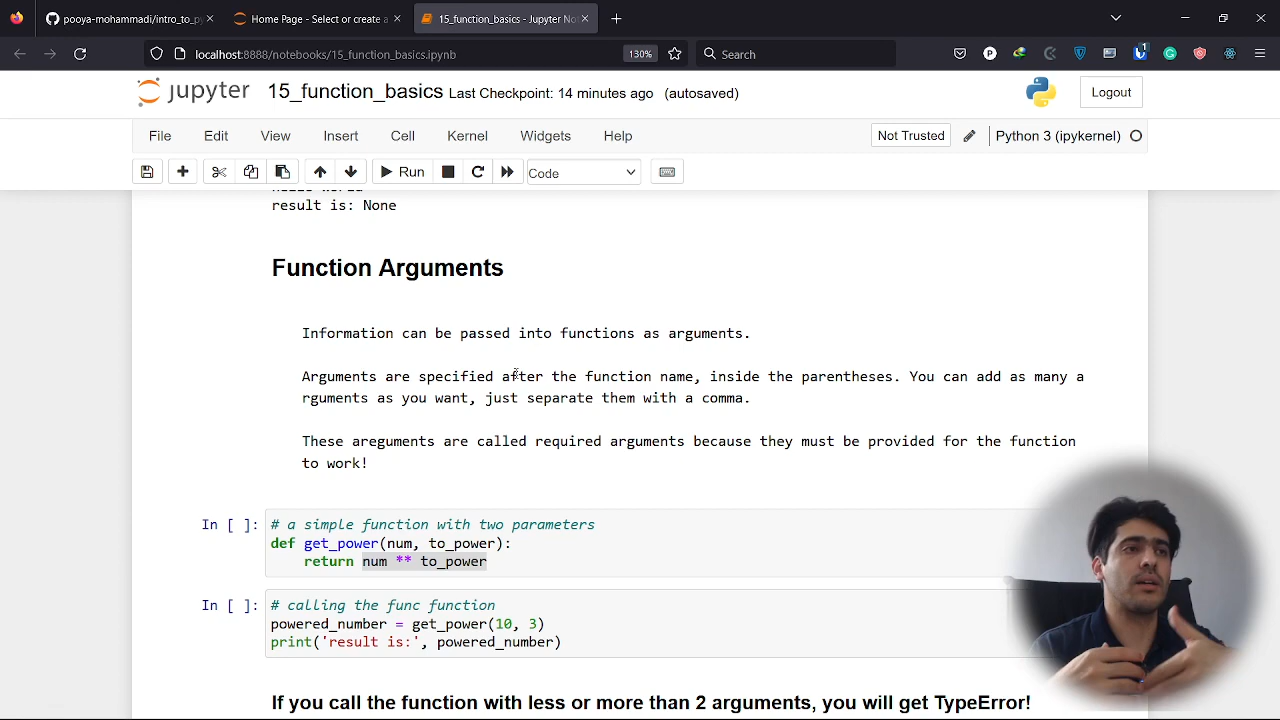 pooya-mohammadi/intro_to_p
Home Page - Select or create a
15_function_basics - Jupyter No
localhost:8888/notebooks/15_function_basics.ipynb
130%
Search
jupyter 15_function_basics Last Checkpoint: 14 minutes ago (autosaved)
Logout
File Edit View Insert Cell Kernel Widgets Help
Not Trusted
Python 3 (ipykernel)
Run
Code
result is: None
Function Arguments
Information can be passed into functions as arguments.
Arguments are specified after the function name, inside the parentheses. You can add as many a
rguments as you want, just separate them with a comma.
These areguments are called required arguments because they must be provided for the function
to work!
In [ ]:
# a simple function with two parameters
def get_power(num, to_power):
return num ** to_power
In [ ]:
# calling the func function
powered_number = get_power(10, 3)
print('result is:', powered_number)
If you call the function with less or more than 2 arguments, you will get TypeError!